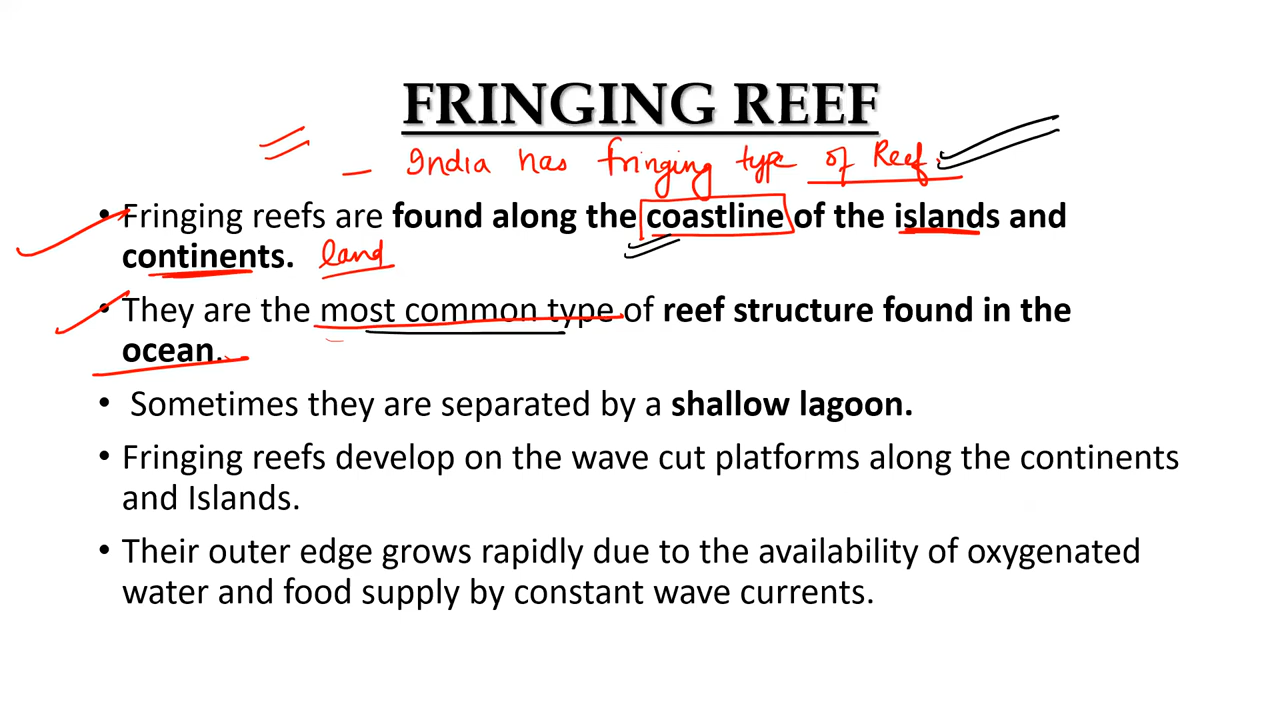 FRINGING REEF
– India has fringing type of Reef.
• Fringing reefs are found along the coastline of the islands and
continents. land
• They are the most common type of reef structure found in the
ocean.
• Sometimes they are separated by a shallow lagoon.
• Fringing reefs develop on the wave cut platforms along the continents
and Islands.
• Their outer edge grows rapidly due to the availability of oxygenated
water and food supply by constant wave currents.